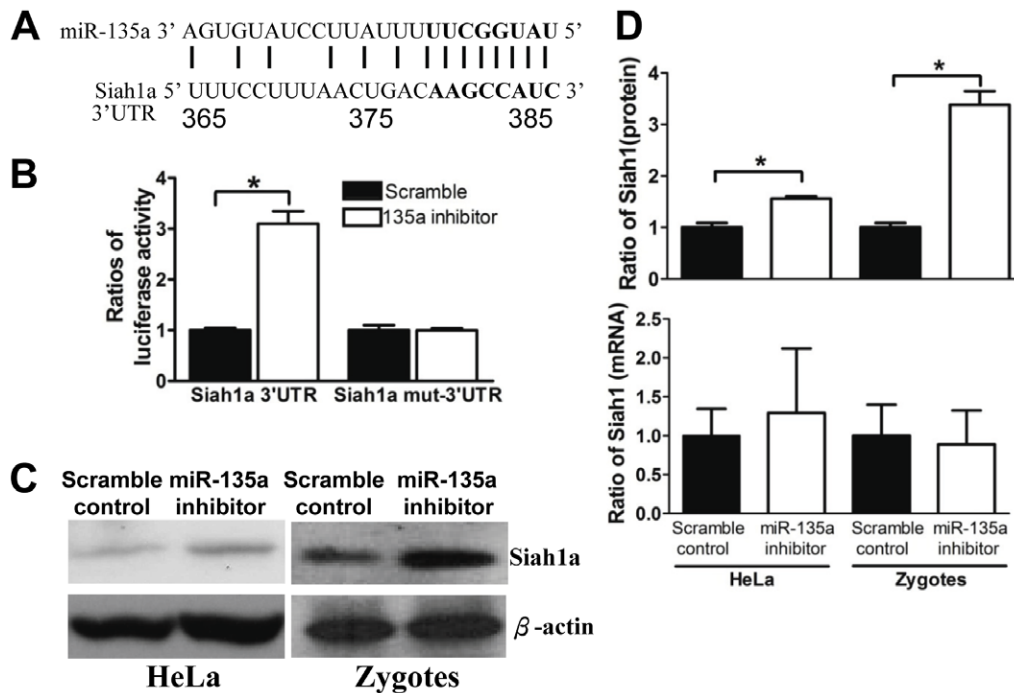 A
miR-135a 3’ AGUGUAUCCUUAUUUUUCGGUAU 5’
Siah1a 5’ UUUCCUUUAACUGACAAGCCAUC 3’
3’UTR
365 375 385
B
Ratios of
luciferase activity
4
3
2
1
0
*
Scramble
135a inhibitor
Siah1a 3'UTR Siah1a mut-3'UTR
C
Scramble miR-135a Scramble miR-135a
control inhibitor control inhibitor
Siah1a
β-actin
HeLa Zygotes
D
Ratio of Siah1(protein)
4
3
2
1
0
*
*
Ratio of Siah1 (mRNA)
2.5
2.0
1.5
1.0
0.5
0.0
Scramble miR-135a Scramble miR-135a
control inhibitor control inhibitor
HeLa Zygotes